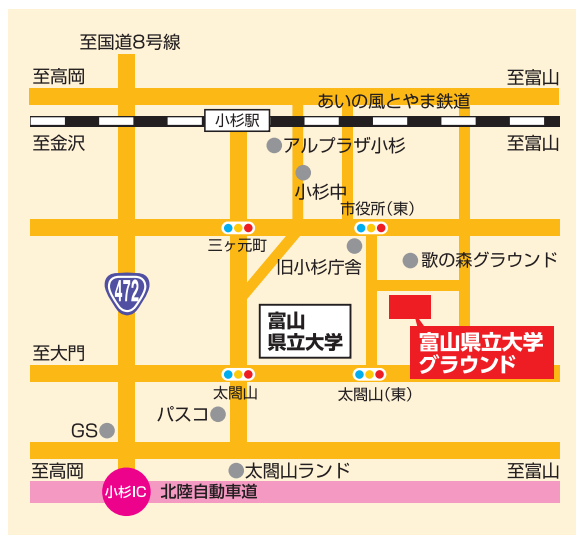 至国道8号線
至高岡
至富山
あいの風とやま鉄道
小杉駅
至金沢
至富山
アルプラザ小杉
小杉中
市役所(東)
三ヶ元町
旧小杉庁舎
歌の森グラウンド
472
富山
県立大学
富山県立大学
グラウンド
至大門
太閤山
太閤山(東)
パスコ
GS
至高岡
太閤山ランド
至富山
小杉IC
北陸自動車道